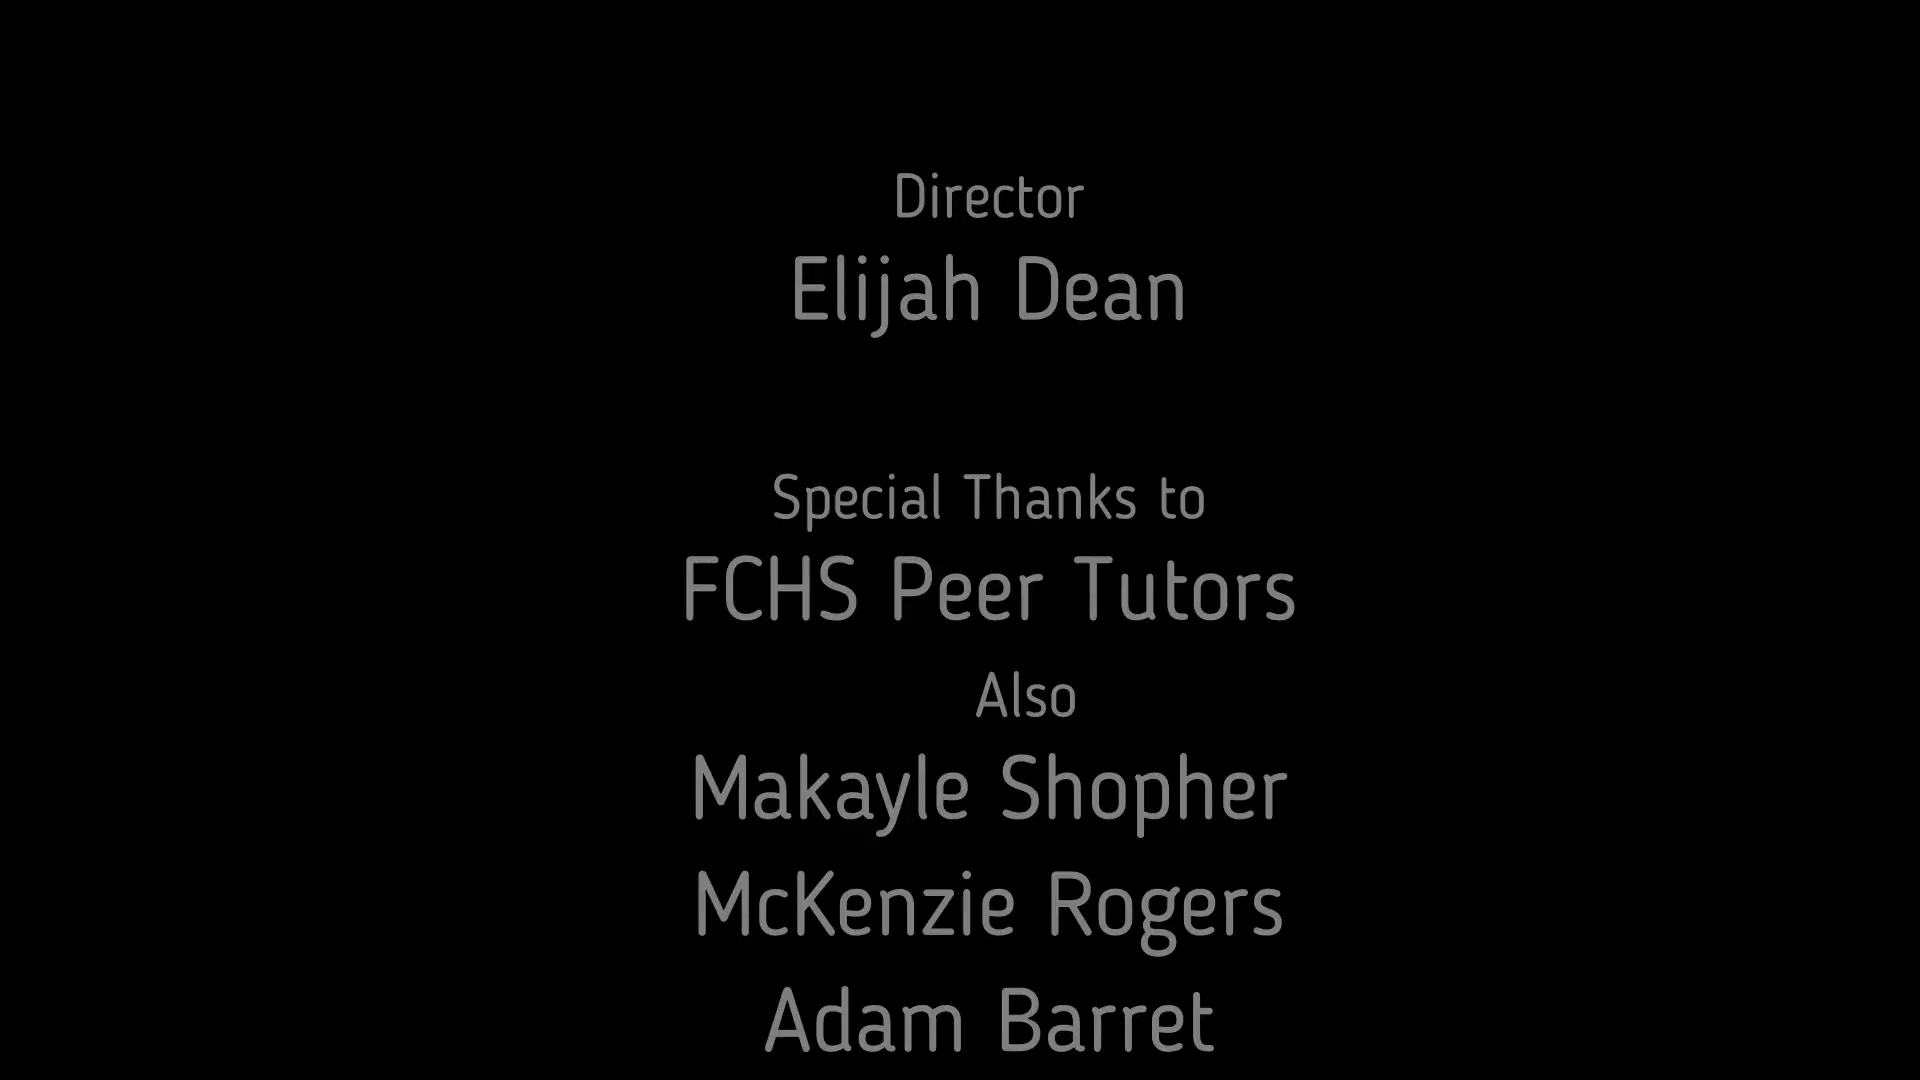 Director
Elijah Dean
Special Thanks to
FCHS Peer Tutors
Also
Makayle Shopher
McKenzie Rogers
Adam Barret